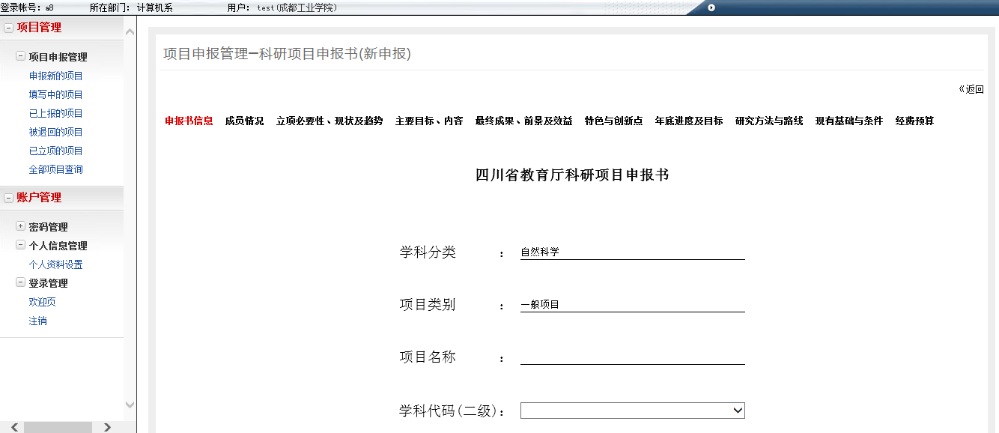 登录帐号：a8 所在部门：计算机系 用户：test(成都工业学院)
项目管理
项目申报管理
申报新的项目
填写中的项目
已上报的项目
被退回的项目
已立项的项目
全部项目查询
账户管理
密码管理
个人信息管理
个人资料设置
登录管理
欢迎页
注销
项目申报管理—科研项目申报书(新申报)
《返回
申报书信息 成员情况 立项必要性、现状及趋势 主要目标、内容 最终成果、前景及效益 特色与创新点 年底进度及目标 研究方法与路线 现有基础与条件 经费预算
四川省教育厅科研项目申报书
学科分类 ： 自然科学
项目类别 ： 一般项目
项目名称 ：
学科代码(二级)：